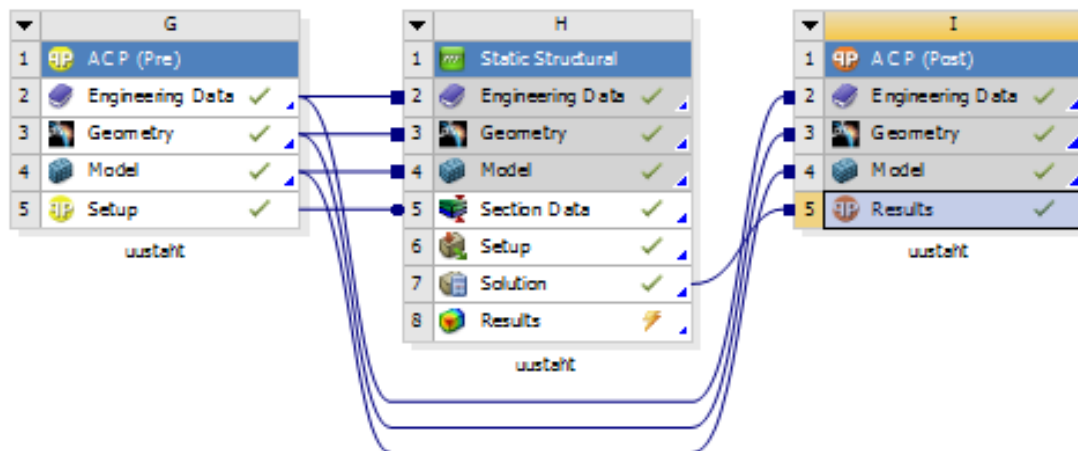 G
1 ACP (Pre)
2 Engineering Data
3 Geometry
4 Model
5 Setup
uustaht
H
1 Static Structural
2 Engineering Data
3 Geometry
4 Model
5 Section Data
6 Setup
7 Solution
8 Results
uustaht
I
1 ACP (Post)
2 Engineering Data
3 Geometry
4 Model
5 Results
uustaht